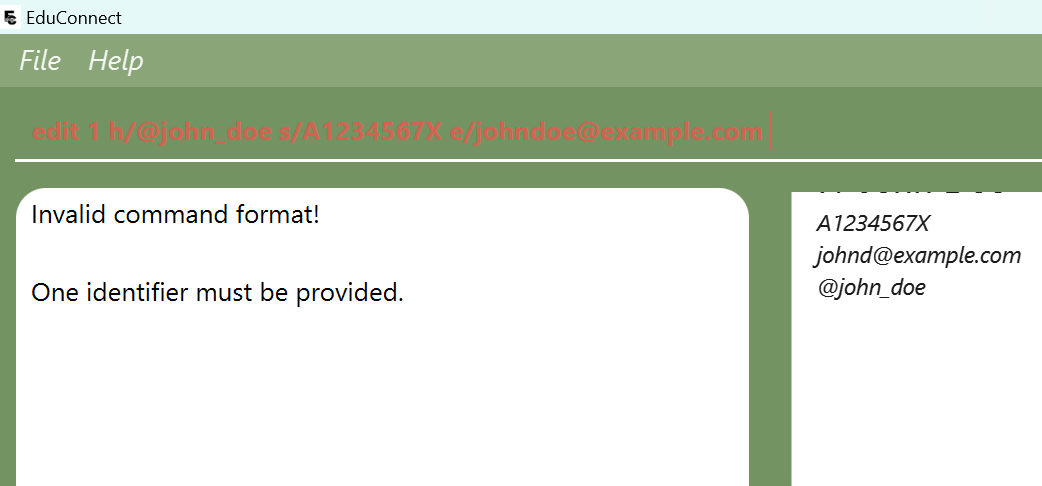 EduConnect
File Help
edit 1 h/@john_doe s/A1234567X e/johndoe@example.com
Invalid command format!
One identifier must be provided.
A1234567X
johnd@example.com
@john_doe